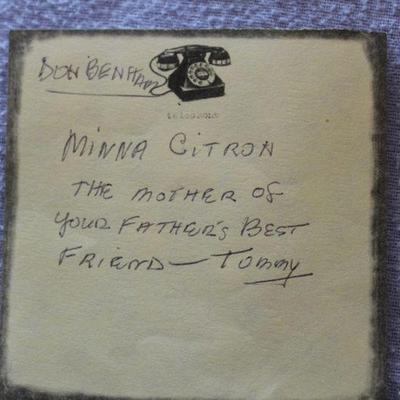 DON BENHAM
telephone
MINNA CITRON
THE MOTHER OF
YOUR FATHER'S BEST
FRIEND — TOMMY